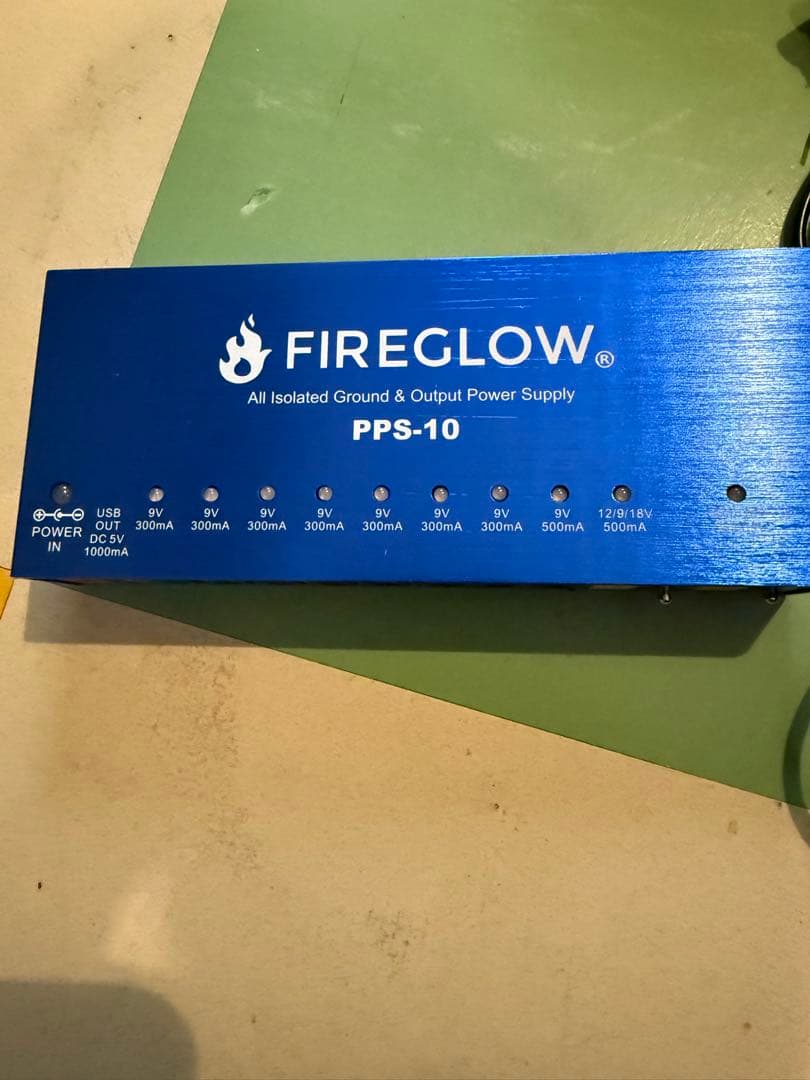 FIREGLOW®
All Isolated Ground & Output Power Supply
PPS-10
POWER
IN
USB
OUT
DC 5V
1000mA
9V
300mA
9V
300mA
9V
300mA
9V
300mA
9V
300mA
9V
300mA
9V
300mA
9V
500mA
12/9/18V
500mA